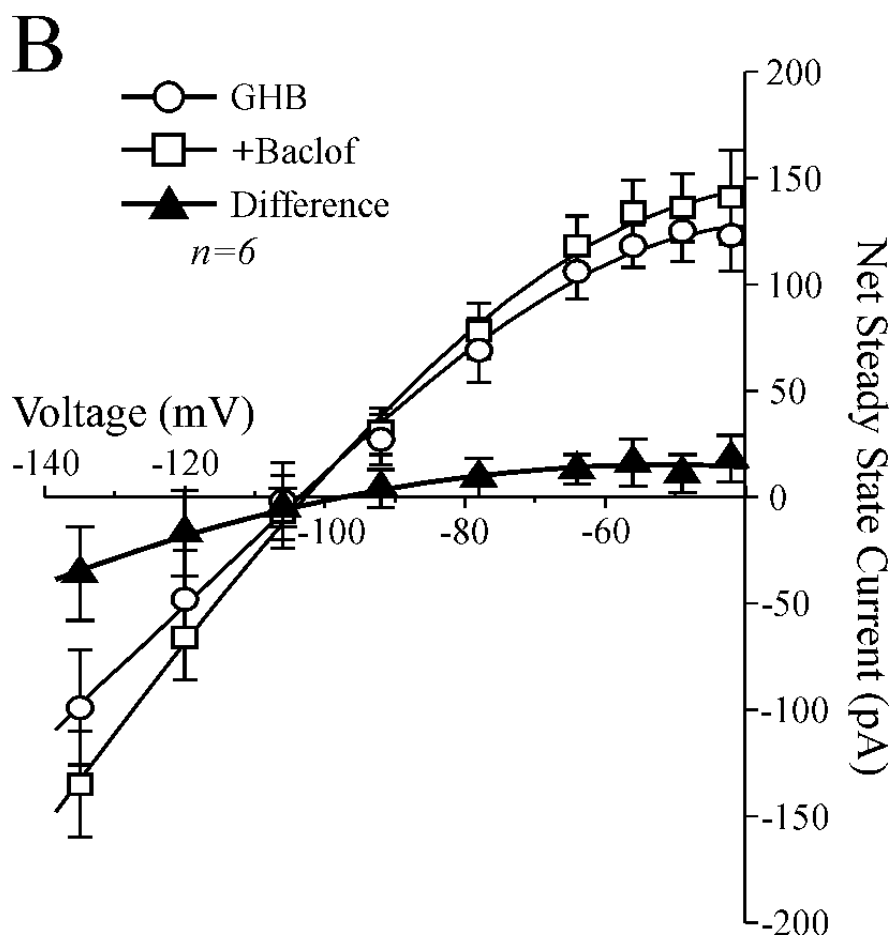 B
GHB
+Baclof
Difference
n=6
200
150
100
50
0
-50
-100
-150
-200
Net Steady State Current (pA)
Voltage (mV)
-140 -120
-100 -80 -60